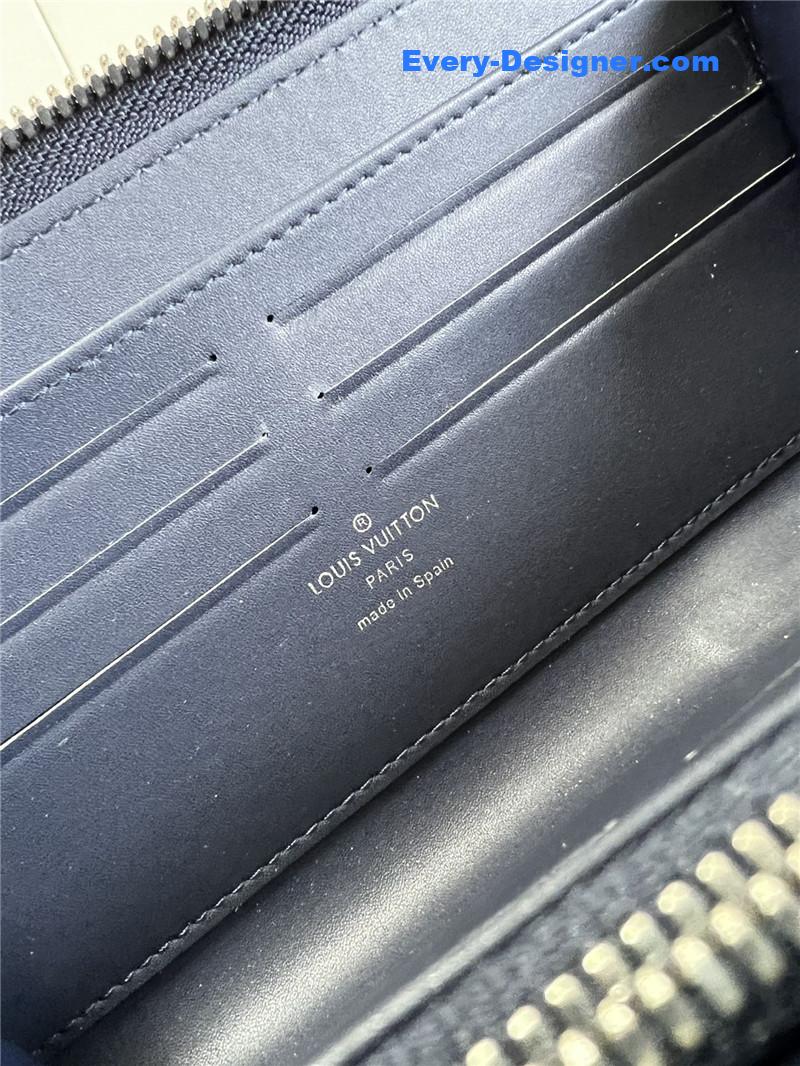 Every-Designer.com
®
LOUIS VUITTON
PARIS
made in Spain